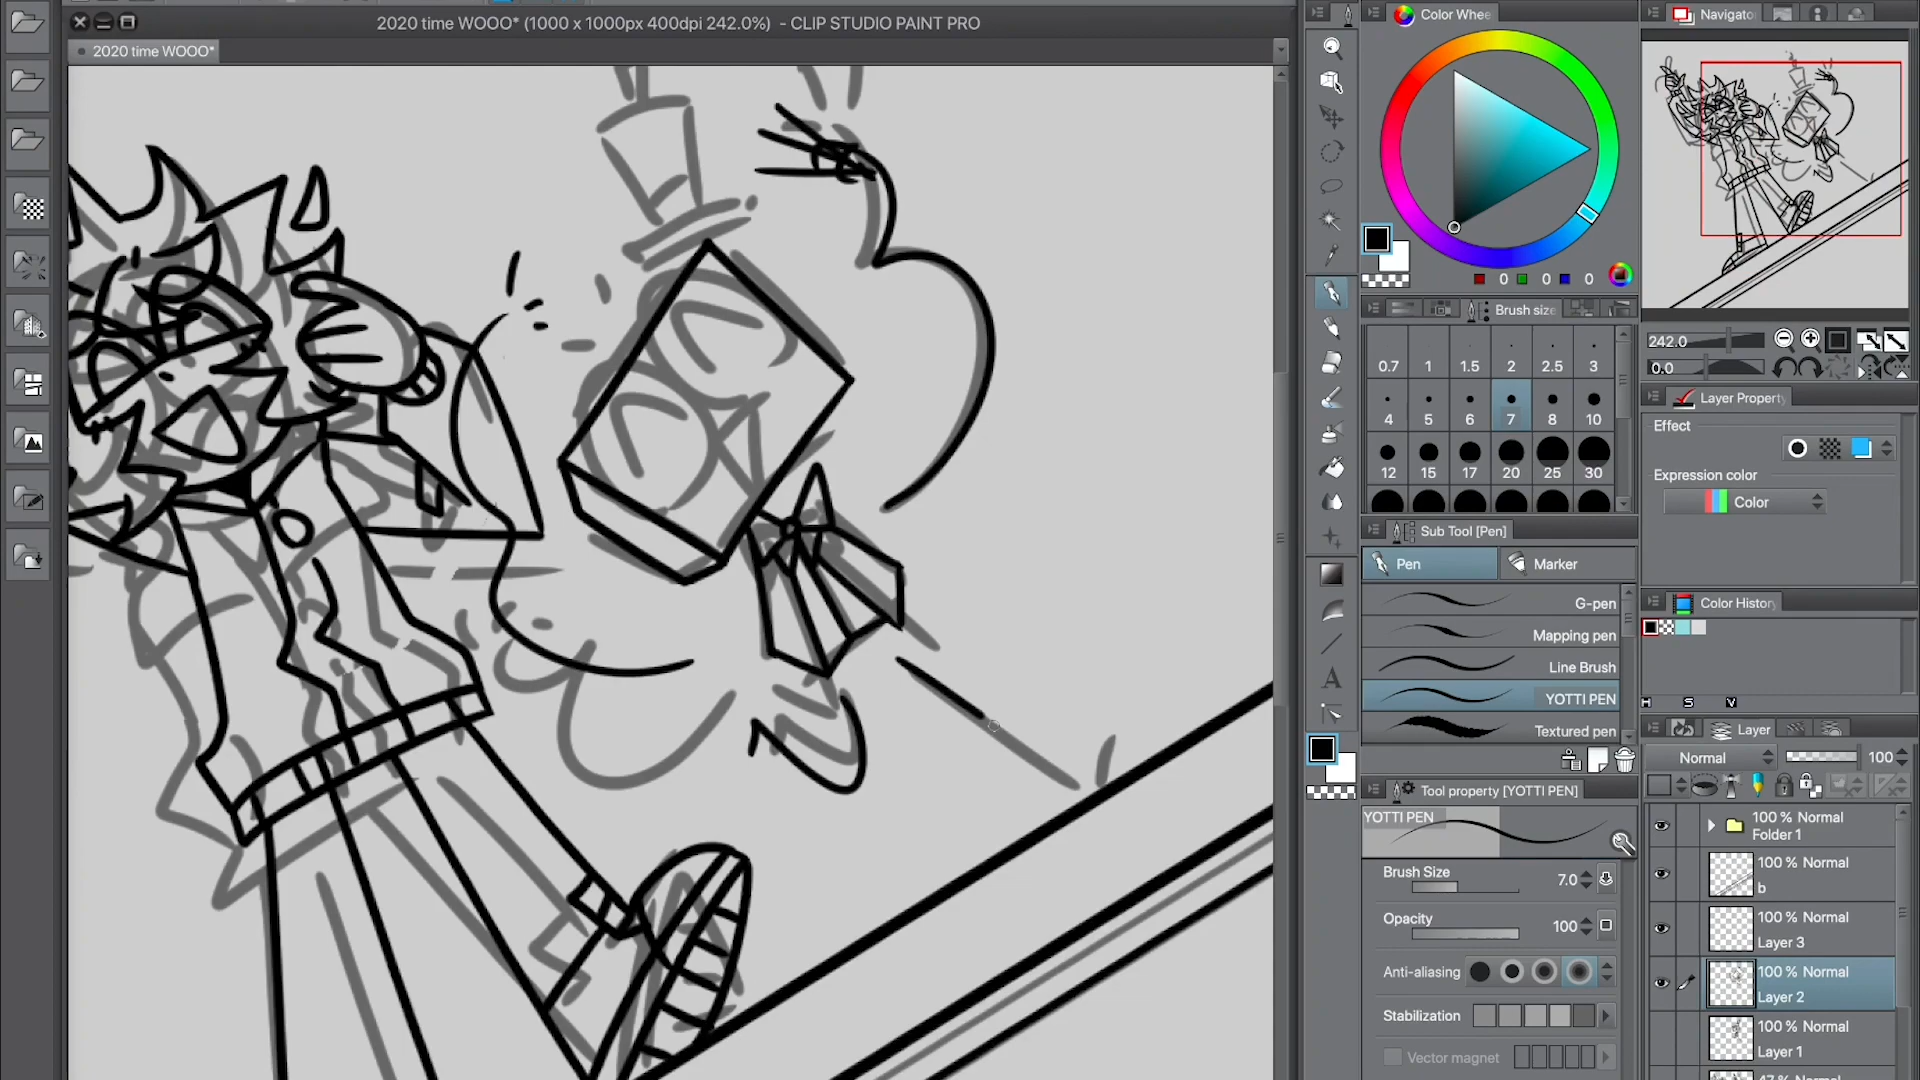 2020 time WOOO* (1000 x 1000px 400dpi 242.0%) - CLIP STUDIO PAINT PRO
2020 time WOOO*
Color Whee
Navigator
0 0 0
Brush size
242.0
0.0
0.7 1 1.5 2 2.5 3
4 5 6 7 8 10
12 15 17 20 25 30
Layer Property
Effect
Expression color
Color
Sub Tool [Pen]
Pen
Marker
G-pen
Mapping pen
Line Brush
YOTTI PEN
Textured pen
Color History
H S V
Tool property [YOTTI PEN]
YOTTI PEN
Brush Size 7.0
Opacity 100
Anti-aliasing
Stabilization
Vector magnet
Layer
Normal 100
100 % Normal
Folder 1
100 % Normal
b
100 % Normal
Layer 3
100 % Normal
Layer 2
100 % Normal
Layer 1